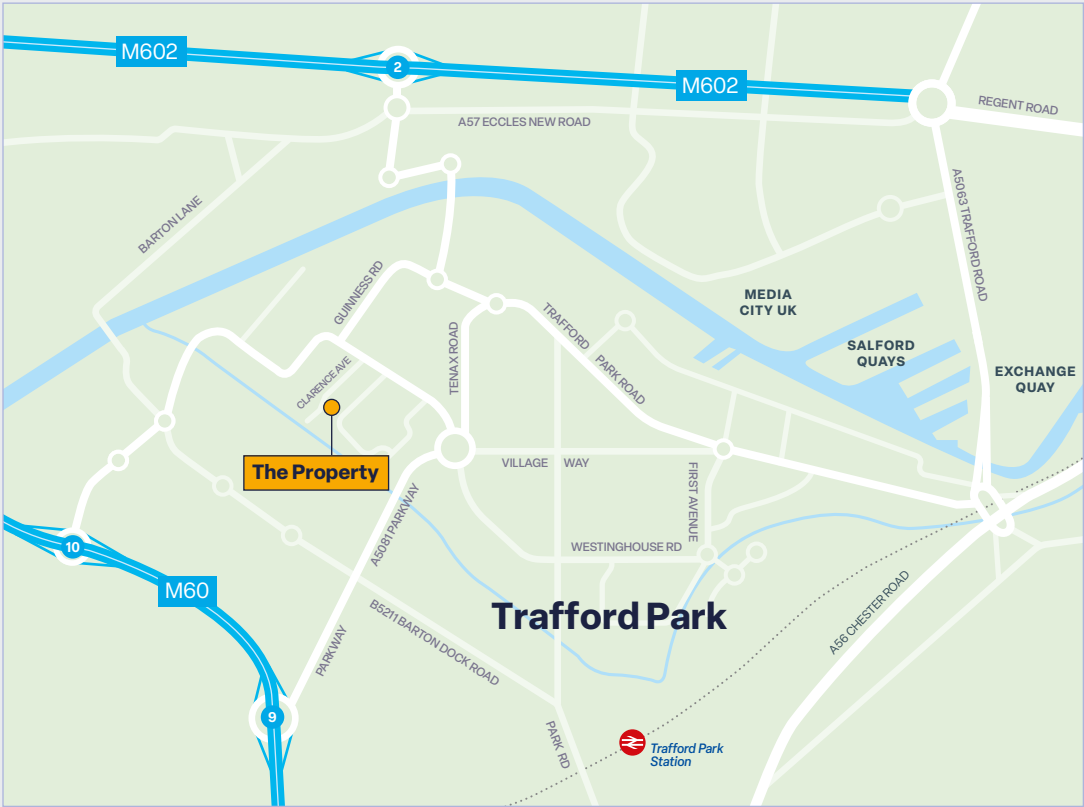 M602
2
M602
REGENT ROAD
A57 ECCLES NEW ROAD
A5063 TRAFFORD ROAD
BARTON LANE
GUINNESS RD
MEDIA
CITY UK
TRAFFORD
PARK ROAD
TENAX ROAD
SALFORD
QUAYS
EXCHANGE
QUAY
CLARENCE AVE
The Property
VILLAGE WAY
FIRST AVENUE
A5081 PARKWAY
WESTINGHOUSE RD
10
M60
Trafford Park
A56 CHESTER ROAD
B5211 BARTON DOCK ROAD
PARKWAY
9
PARK RD
Trafford Park
Station